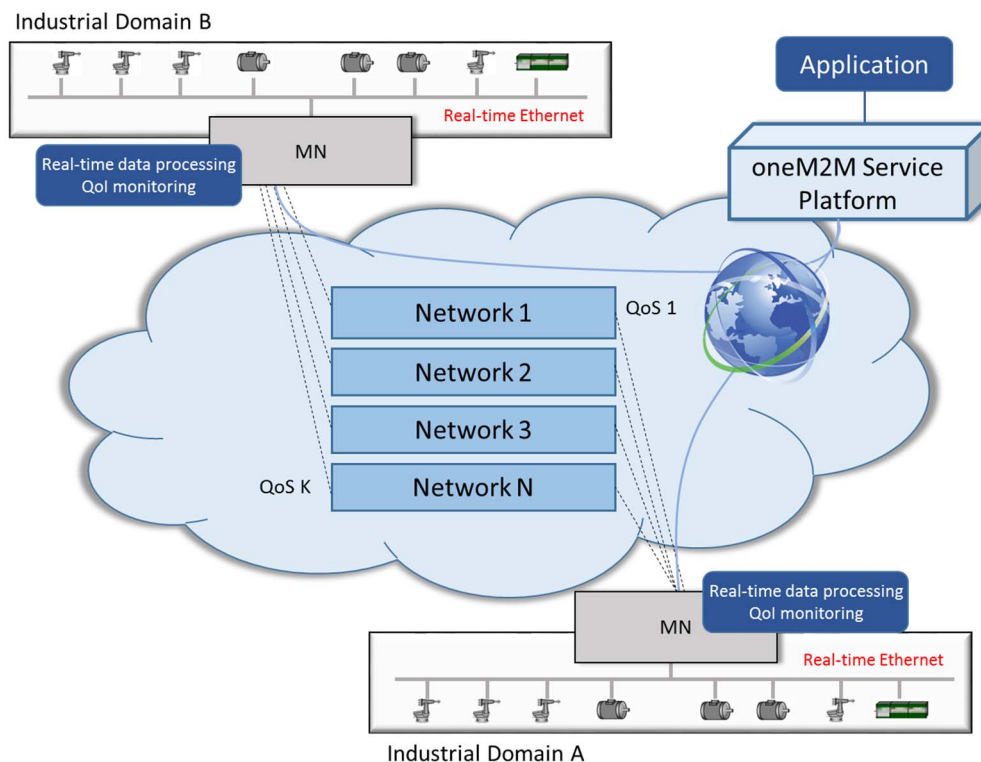 Industrial Domain B
Real-time Ethernet
MN
Real-time data processing
QoI monitoring
Application
oneM2M Service
Platform
Network 1
QoS 1
Network 2
Network 3
QoS K
Network N
Real-time data processing
QoI monitoring
MN
Real-time Ethernet
Industrial Domain A